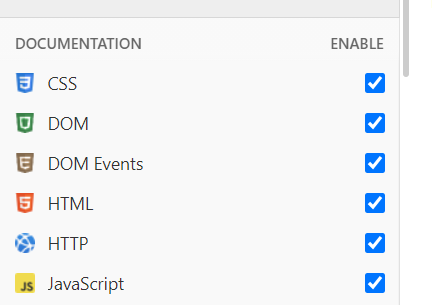 DOCUMENTATION ENABLE
CSS
DOM
DOM Events
HTML
HTTP
JS JavaScript